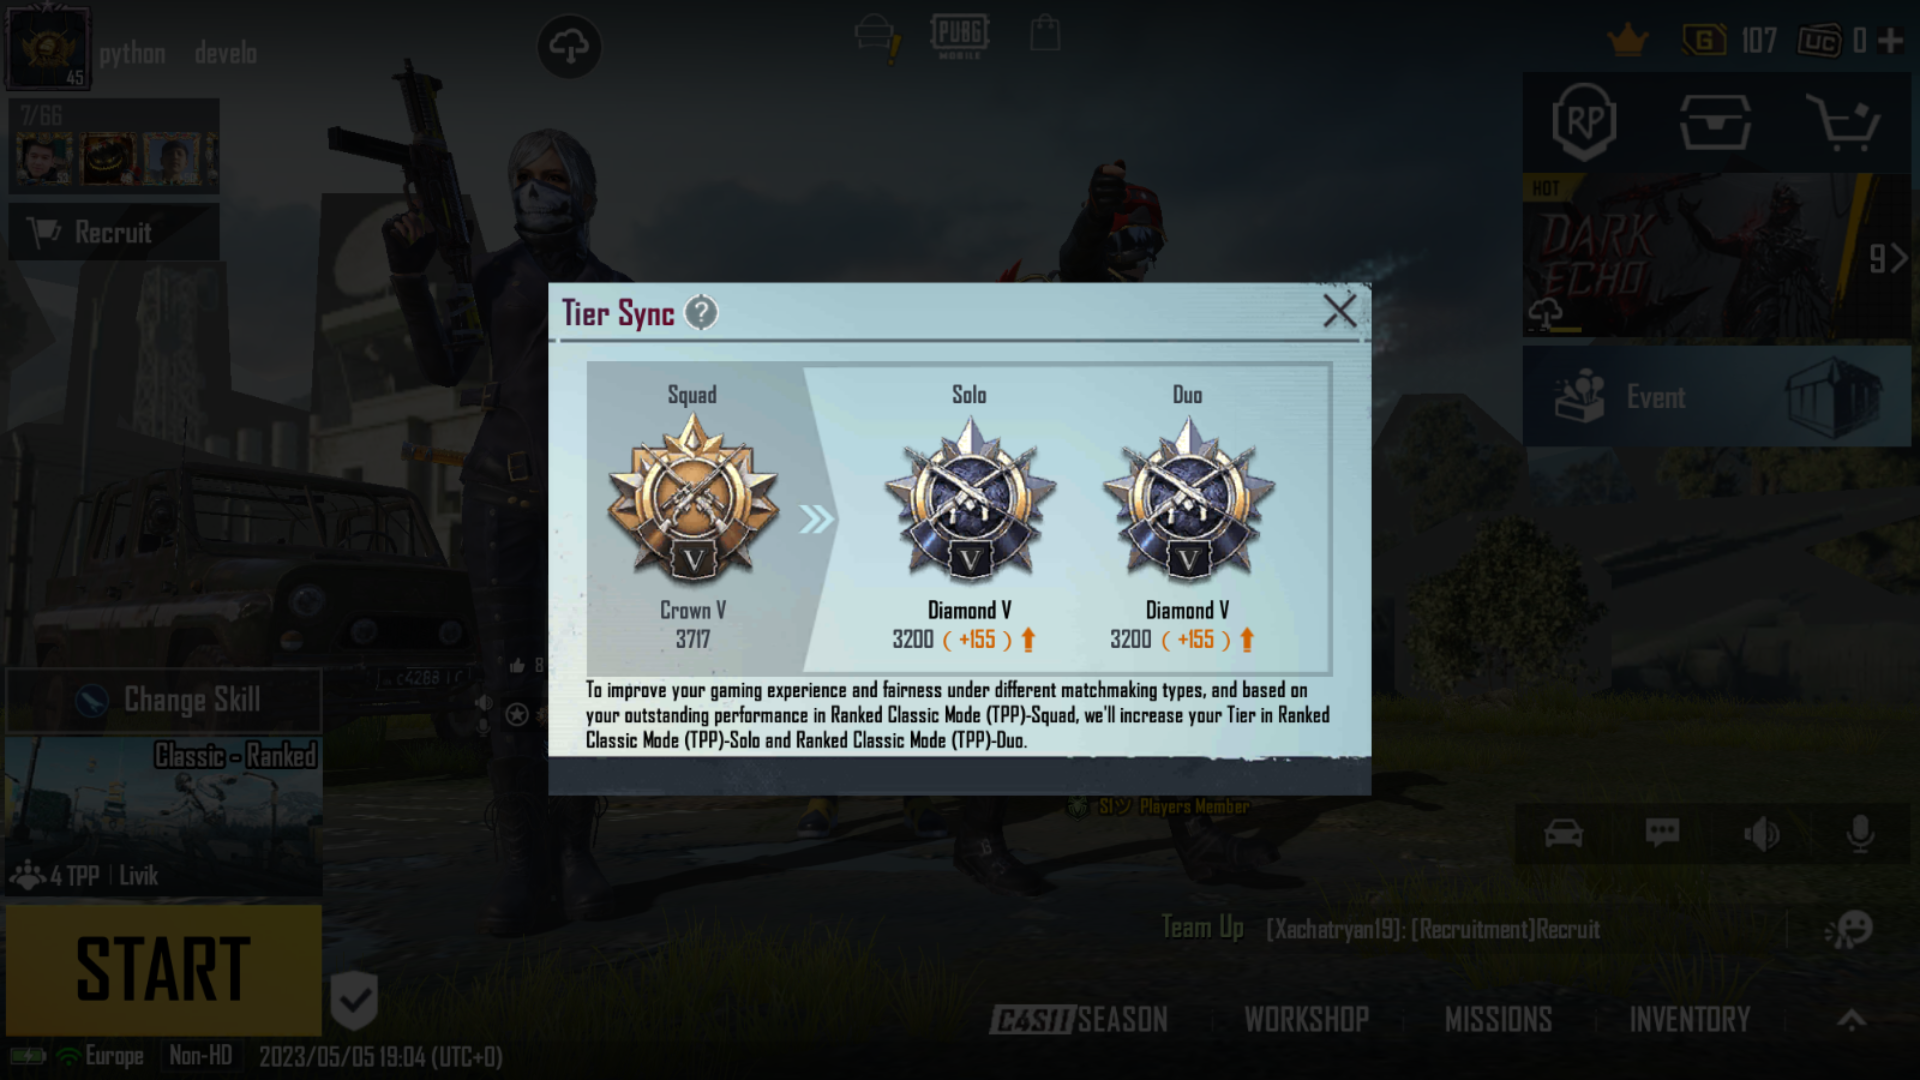 python develo
45
7/66
Recruit
PUBG
MOBILE
G 107 UC 0
RP
HOT
DARK
ECHO
9
Event
Tier Sync ?
Squad
Solo
Duo
V
V
V
Crown V
3717
Diamond V
3200 ( +155 )
Diamond V
3200 ( +155 )
To improve your gaming experience and fairness under different matchmaking types, and based on
your outstanding performance in Ranked Classic Mode (TPP)-Squad, we'll increase your Tier in Ranked
Classic Mode (TPP)-Solo and Ranked Classic Mode (TPP)-Duo.
8
Change Skill
Classic - Ranked
4 TPP | Livik
START
S1ツ Players Member
Team Up [Xachatryan19]: [Recruitment]Recruit
C4S11 SEASON WORKSHOP MISSIONS INVENTORY
Europe Non-HD 2023/05/05 19:04 (UTC+0)